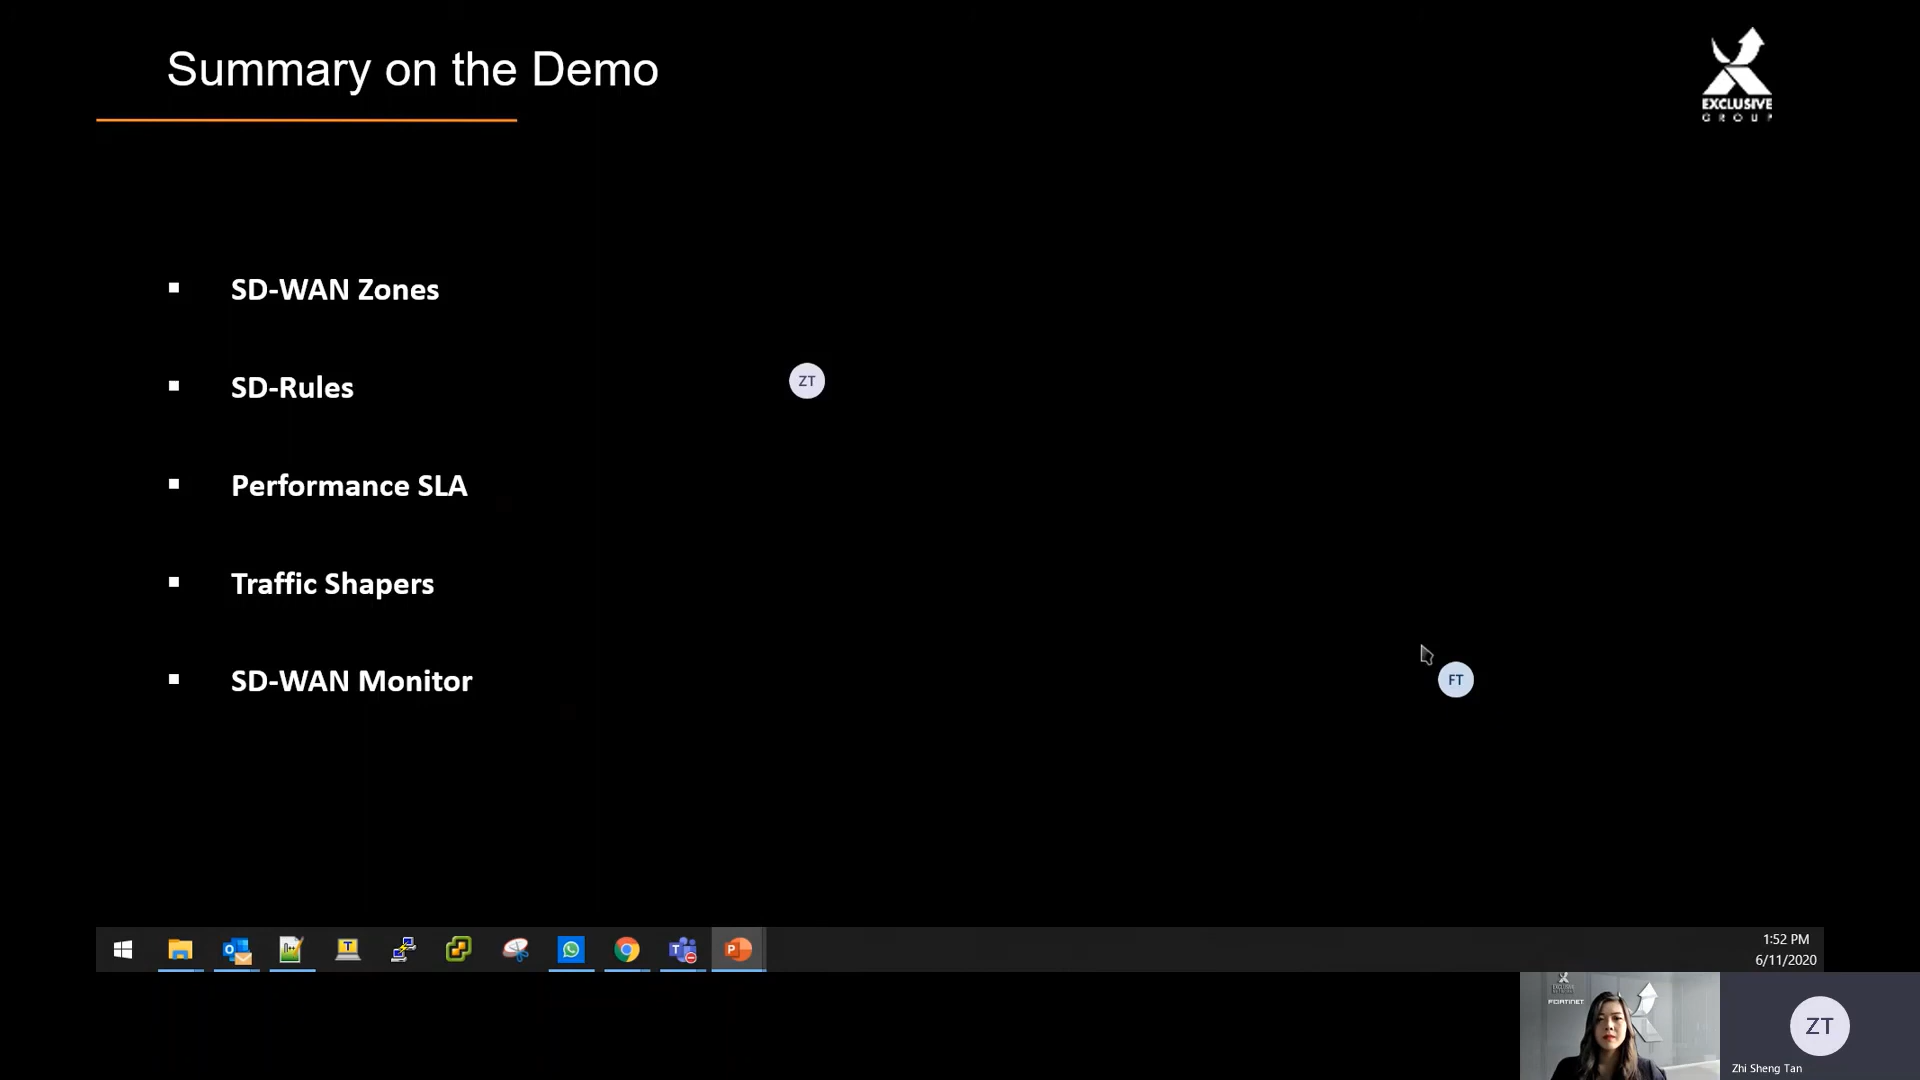 Summary on the Demo
EXCLUSIVE
GROUP
SD-WAN Zones
SD-Rules
ZT
Performance SLA
Traffic Shapers
FT
SD-WAN Monitor
1:52 PM
6/11/2020
FORTINET
ZT
Zhi Sheng Tan